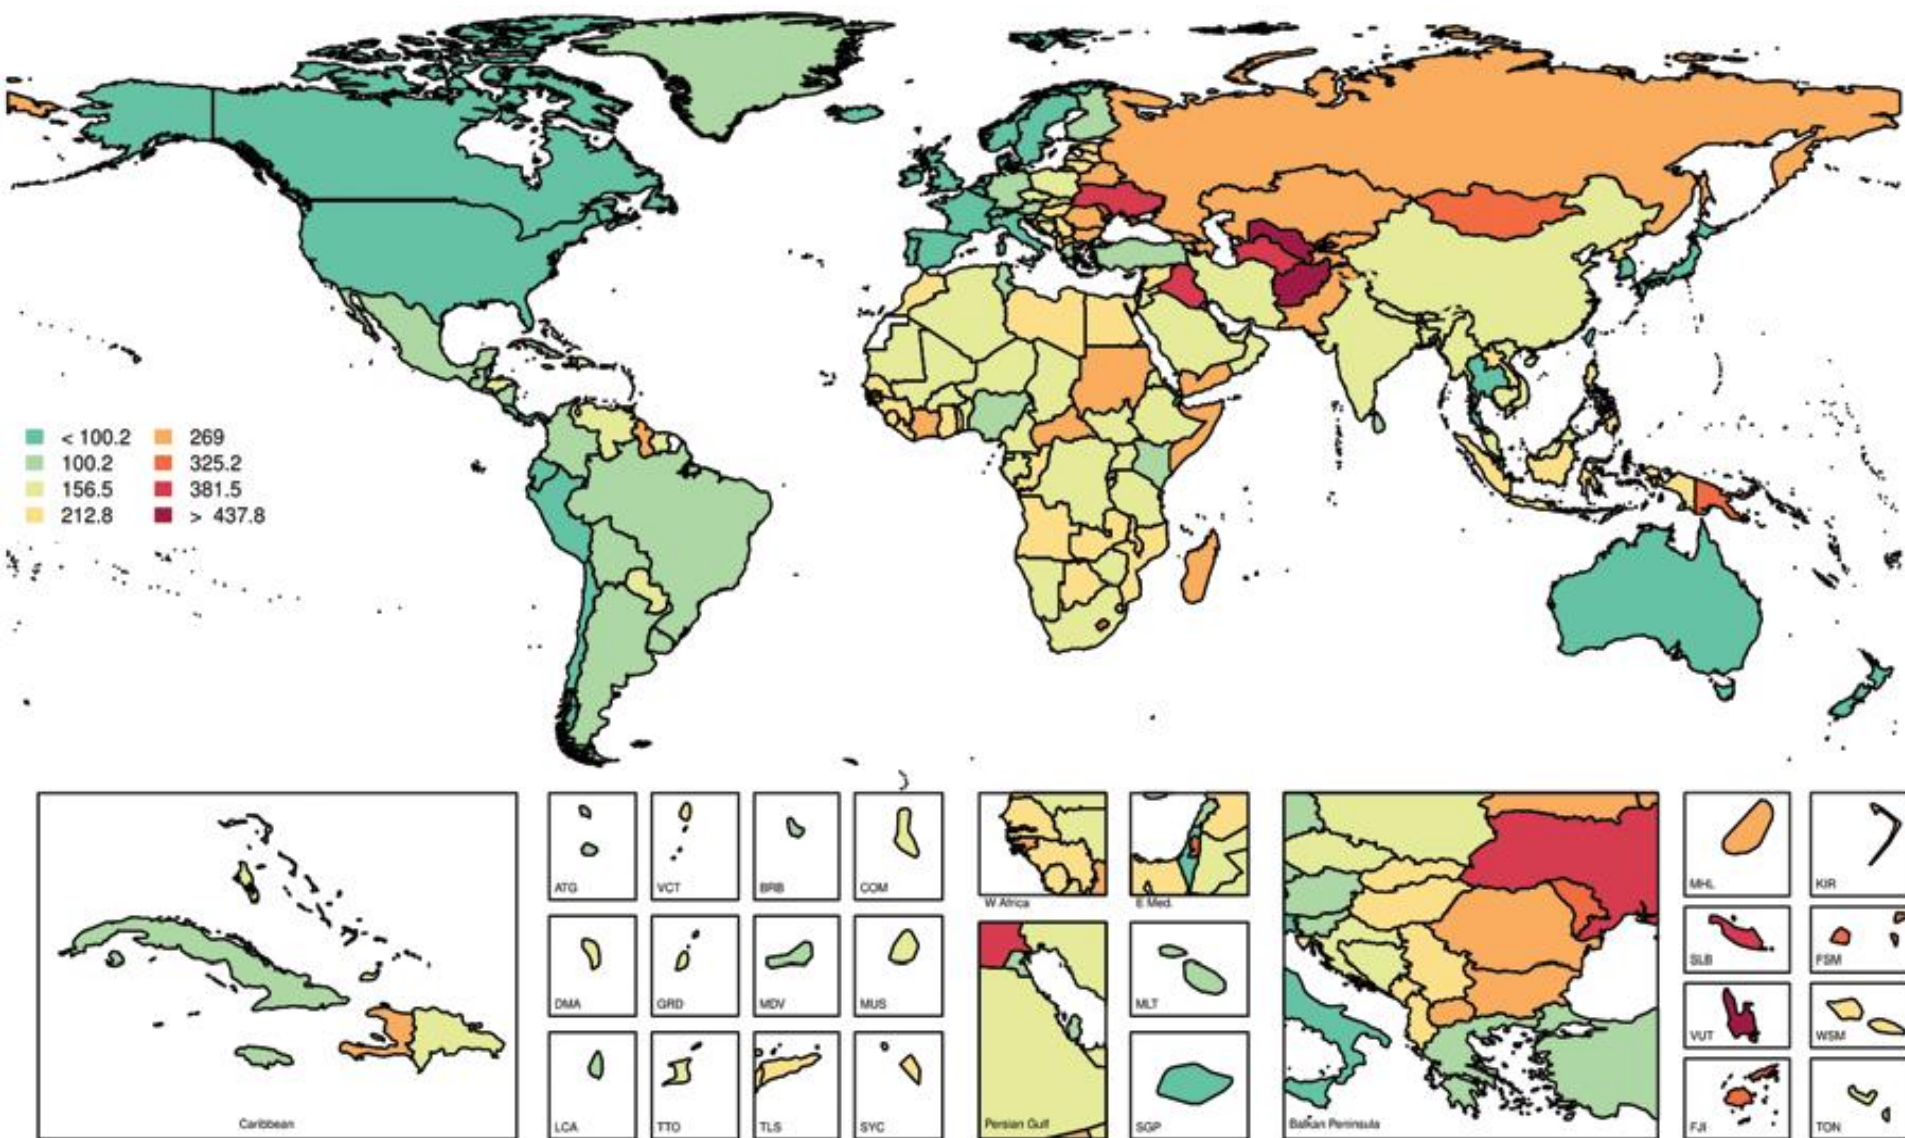 < 100.2
100.2
156.5
212.8
269
325.2
381.5
> 437.8
Caribbean
ATG
VCT
BRB
COM
DMA
GRD
MDV
MUS
LCA
TTO
TLS
SYC
W Africa
E Med.
Persian Gulf
MLT
SGP
Balkan Peninsula
MHL
KIR
SLB
FSM
VUT
WSM
FJI
TON